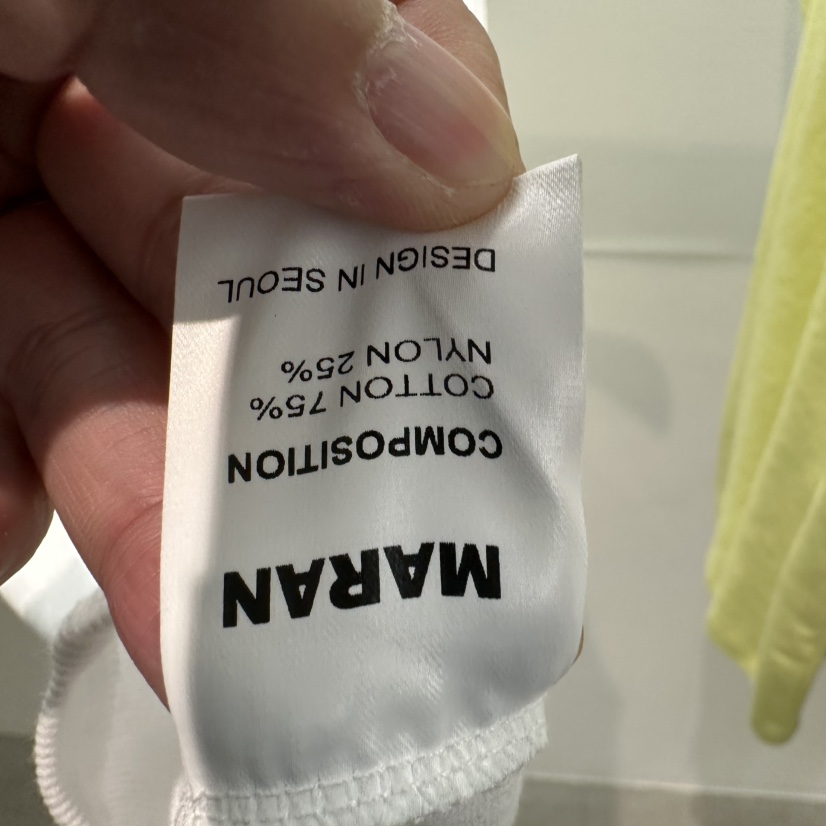 MARAN
COMPOSITION
COTTON 75%
NYLON 25%
DESIGN IN SEOUL